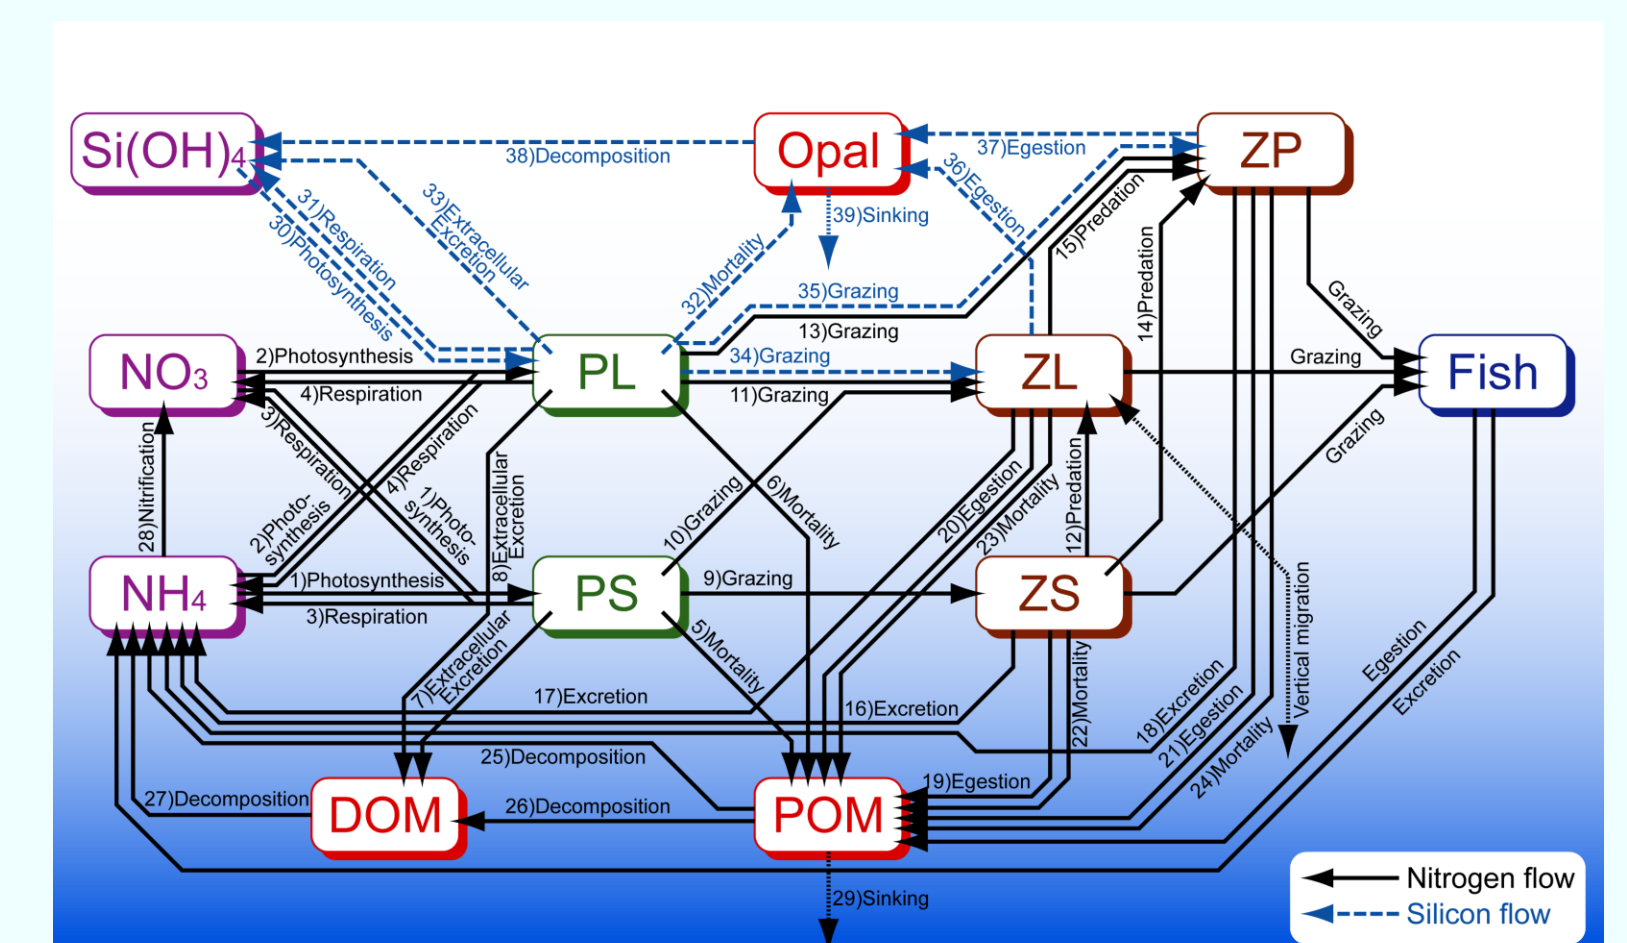 Si(OH)4
Opal
ZP
38)Decomposition
37)Egestion
36)Egestion
39)Sinking
31)Respiration
30)Photosynthesis
33)Extracellular
Excretion
32)Mortality
35)Grazing
13)Grazing
15)Predation
14)Predation
Grazing
NO3
2)Photosynthesis
4)Respiration
PL
34)Grazing
11)Grazing
ZL
Grazing
Fish
3)Respiration
4)Respiration
28)Nitrification
2)Photo-
synthesis
1)Photo-
synthesis
8)Extracellular
Excretion
10)Grazing
6)Mortality
20)Egestion
23)Mortality
12)Predation
Grazing
NH4
1)Photosynthesis
3)Respiration
PS
9)Grazing
ZS
7)Extracellular
Excretion
5)Mortality
17)Excretion
16)Excretion
22)Mortality
18)Excretion
21)Egestion
24)Mortality
Vertical migration
Egestion
Excretion
25)Decomposition
27)Decomposition
DOM
26)Decomposition
POM
19)Egestion
29)Sinking
Nitrogen flow
Silicon flow